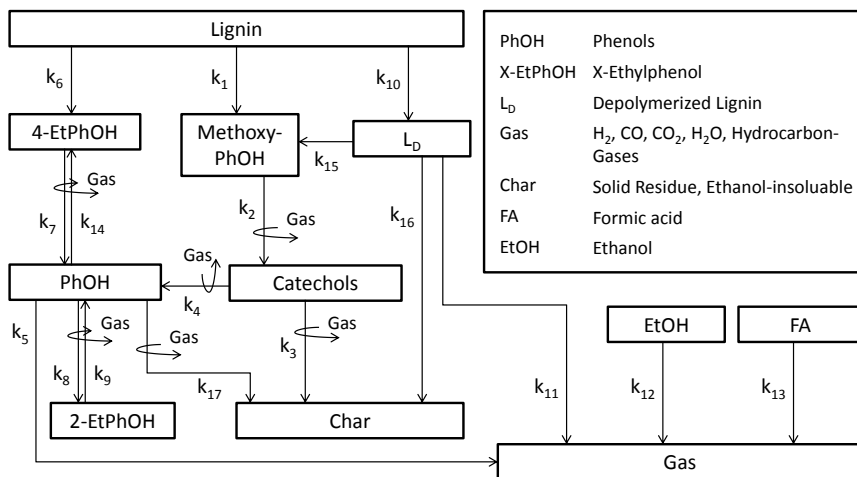 Lignin
k6
k1
k10
4-EtPhOH
Methoxy-
PhOH
LD
k15
Gas
k7
k14
k2
Gas
k16
PhOH
Gas
k4
Catechols
k5
Gas
k8
k9
Gas
k17
k3
Gas
2-EtPhOH
Char
EtOH
FA
k11
k12
k13
Gas
PhOH Phenols
X-EtPhOH X-Ethylphenol
LD Depolymerized Lignin
Gas H2, CO, CO2, H2O, Hydrocarbon-
Gases
Char Solid Residue, Ethanol-insoluable
FA Formic acid
EtOH Ethanol